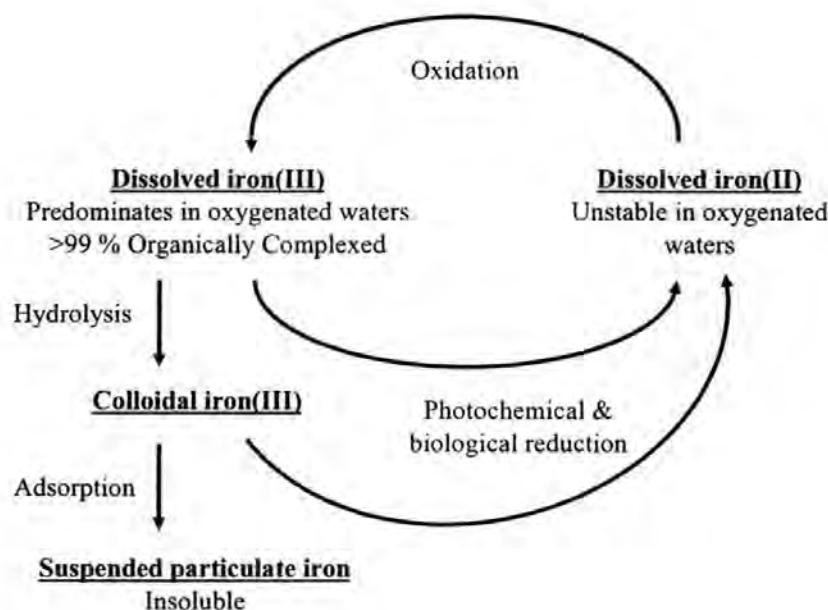 Oxidation
Dissolved iron(III)
Predominates in oxygenated waters
>99 % Organically Complexed
Dissolved iron(II)
Unstable in oxygenated
waters
Hydrolysis
Colloidal iron(III)
Photochemical &
biological reduction
Adsorption
Suspended particulate iron
Insoluble